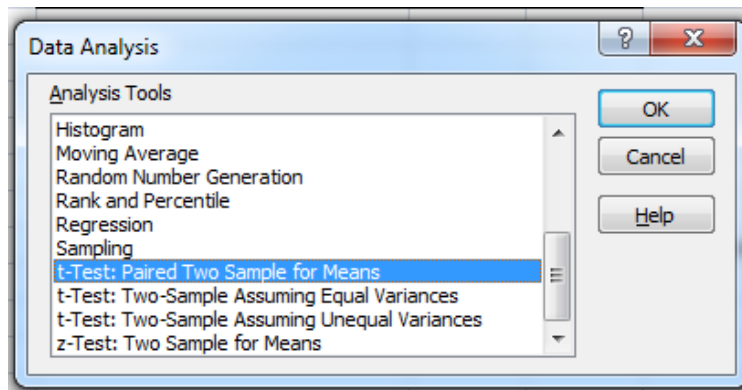 Data Analysis
Analysis Tools
Histogram
Moving Average
Random Number Generation
Rank and Percentile
Regression
Sampling
t-Test: Paired Two Sample for Means
t-Test: Two-Sample Assuming Equal Variances
t-Test: Two-Sample Assuming Unequal Variances
z-Test: Two Sample for Means
OK
Cancel
Help